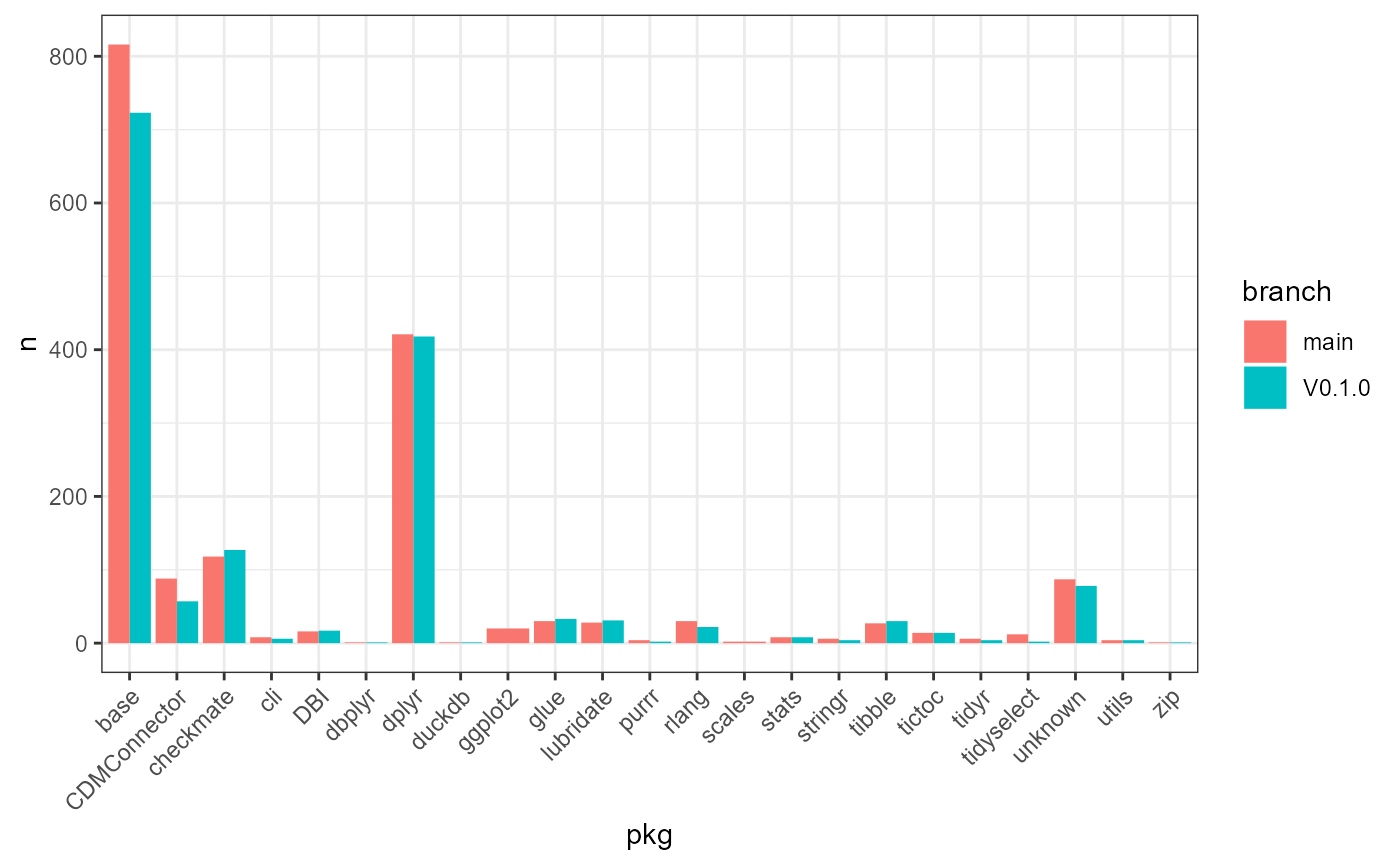 800
600
400
200
0
n
base
CDMConnector
checkmate
cli
DBI
dbplyr
dplyr
duckdb
ggplot2
glue
lubridate
purrr
rlang
scales
stats
stringr
tibble
tictoc
tidyr
tidyselect
unknown
utils
zip
pkg
branch
main
V0.1.0